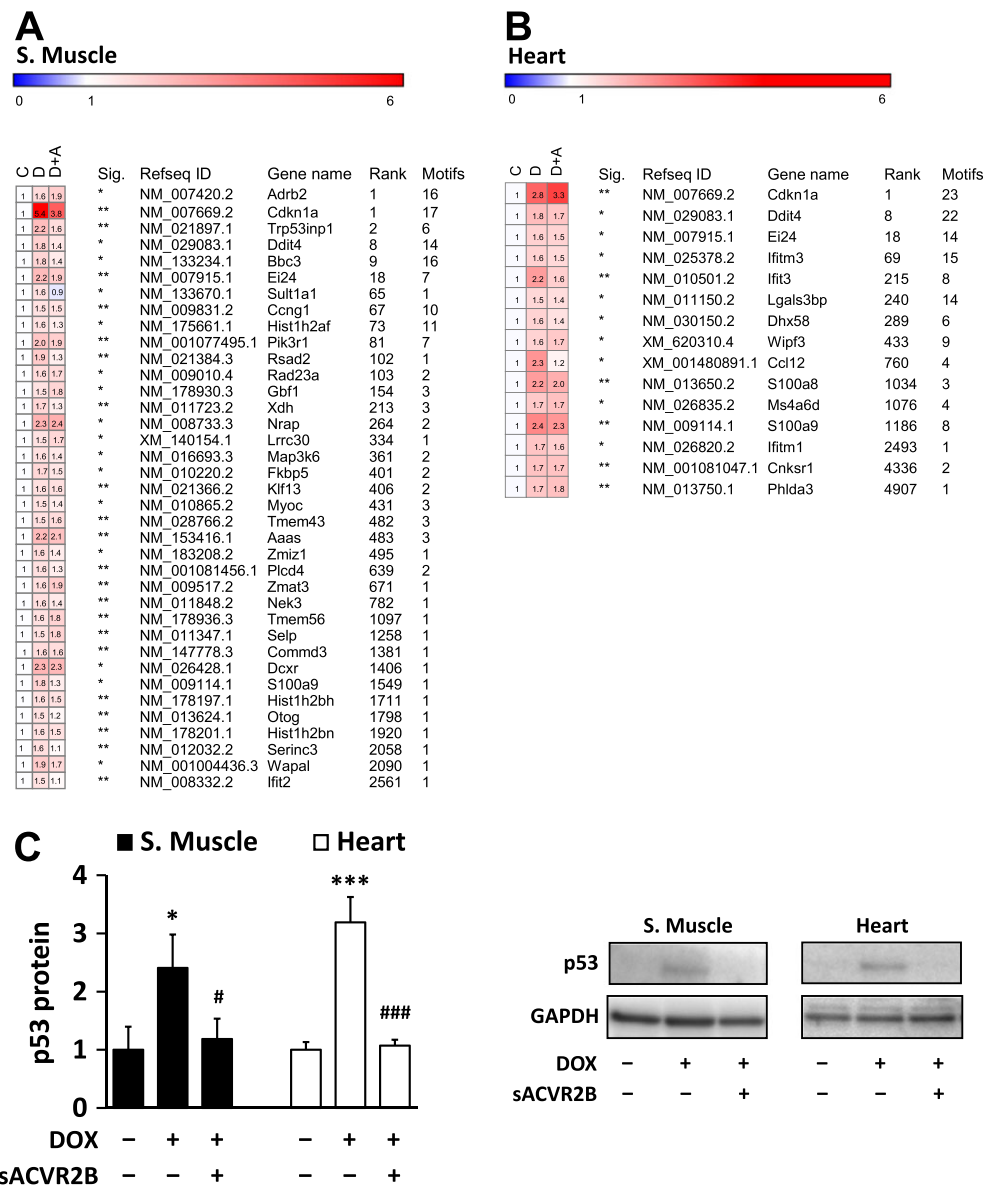 A
S. Muscle
0 1 6
C D D+A Sig. Refseq ID Gene name Rank Motifs
1 1.6 1.9 * NM_007420.2 Adrb2 1 16
1 5.4 3.8 ** NM_007669.2 Cdkn1a 1 17
1 2.2 1.6 ** NM_021897.1 Trp53inp1 2 6
1 1.8 1.4 * NM_029083.1 Ddit4 8 14
1 1.8 1.4 * NM_133234.1 Bbc3 9 16
1 2.2 1.9 ** NM_007915.1 Ei24 18 7
1 1.6 0.9 * NM_133670.1 Sult1a1 65 1
1 1.5 1.5 ** NM_009831.2 Ccng1 67 10
1 1.6 1.3 * NM_175661.1 Hist1h2af 73 11
1 2.0 1.9 ** NM_001077495.1 Pik3r1 81 7
1 1.9 1.3 ** NM_021384.3 Rsad2 102 1
1 1.6 1.7 * NM_009010.4 Rad23a 103 2
1 1.5 1.8 * NM_178930.3 Gbf1 154 3
1 1.7 1.3 ** NM_011723.2 Xdh 213 3
1 2.3 2.4 * NM_008733.3 Nrap 264 2
1 1.5 1.7 * XM_140154.1 Lrrc30 334 1
1 1.6 1.4 * NM_016693.3 Map3k6 361 2
1 1.7 1.5 * NM_010220.2 Fkbp5 401 2
1 1.6 1.6 ** NM_021366.2 Klf13 406 2
1 1.5 1.4 * NM_010865.2 Myoc 431 3
1 1.5 1.6 ** NM_028766.2 Tmem43 482 3
1 2.2 2.1 ** NM_153416.1 Aaas 483 3
1 1.6 1.4 * NM_183208.2 Zmiz1 495 1
1 1.6 1.3 ** NM_001081456.1 Plcd4 639 2
1 1.6 1.9 ** NM_009517.2 Zmat3 671 1
1 1.6 1.4 ** NM_011848.2 Nek3 782 1
1 1.6 1.8 ** NM_178936.3 Tmem56 1097 1
1 1.5 1.8 ** NM_011347.1 Selp 1258 1
1 1.6 1.6 ** NM_147778.3 Commd3 1381 1
1 2.3 2.3 * NM_026428.1 Dcxr 1406 1
1 1.8 1.3 * NM_009114.1 S100a9 1549 1
1 1.6 1.5 ** NM_178197.1 Hist1h2bh 1711 1
1 1.5 1.2 ** NM_013624.1 Otog 1798 1
1 1.6 1.5 ** NM_178201.1 Hist1h2bn 1920 1
1 1.6 1.1 ** NM_012032.2 Serinc3 2058 1
1 1.9 1.7 * NM_001004436.3 Wapal 2090 1
1 1.5 1.1 ** NM_008332.2 Ifit2 2561 1
B
Heart
0 1 6
C D D+A Sig. Refseq ID Gene name Rank Motifs
1 2.8 3.3 ** NM_007669.2 Cdkn1a 1 23
1 1.8 1.7 * NM_029083.1 Ddit4 8 22
1 1.6 1.5 * NM_007915.1 Ei24 18 14
1 1.6 1.5 * NM_025378.2 Ifitm3 69 15
1 2.2 1.6 ** NM_010501.2 Ifit3 215 8
1 1.5 1.4 * NM_011150.2 Lgals3bp 240 14
1 1.6 1.4 * NM_030150.2 Dhx58 289 6
1 1.6 1.7 * XM_620310.4 Wipf3 433 9
1 2.3 1.2 * XM_001480891.1 Ccl12 760 4
1 2.2 2.0 ** NM_013650.2 S100a8 1034 3
1 1.7 1.7 * NM_026835.2 Ms4a6d 1076 4
1 2.4 2.3 ** NM_009114.1 S100a9 1186 8
1 1.7 1.6 * NM_026820.2 Ifitm1 2493 1
1 1.7 1.7 ** NM_001081047.1 Cnksr1 4336 2
1 1.7 1.8 ** NM_013750.1 Phlda3 4907 1
C
S. Muscle Heart
p53 protein
4
3
2
1
0
* # *** ###
DOX − + + − + +
sACVR2B − − + − − +
S. Muscle Heart
p53
GAPDH
DOX − + + − + +
sACVR2B − − + − − +